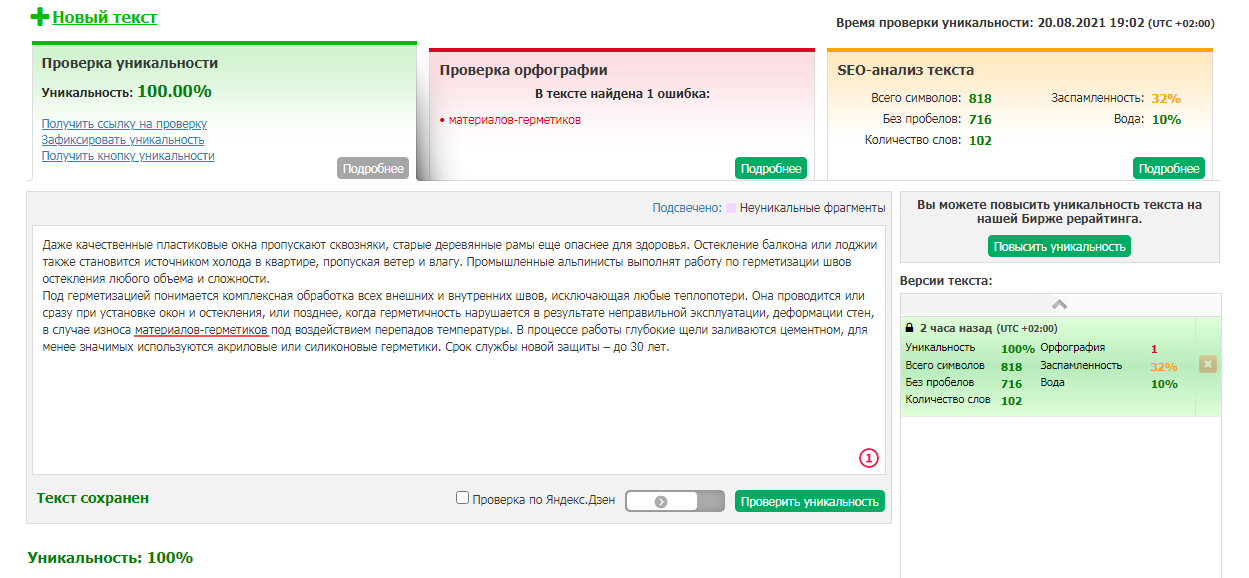 Новый текст
Время проверки уникальности: 20.08.2021 19:02 (UTC +02:00)
Проверка уникальности
Уникальность: 100.00%
Получить ссылку на проверку
Зафиксировать уникальность
Получить кнопку уникальности
Подробнее
Проверка орфографии
В тексте найдена 1 ошибка:
• материалов-герметиков
Подробнее
SEO-анализ текста
Всего символов: 818 Заспамленность: 32%
Без пробелов: 716 Вода: 10%
Количество слов: 102
Подробнее
Подсвечено: Неуникальные фрагменты
Даже качественные пластиковые окна пропускают сквозняки, старые деревянные рамы еще опаснее для здоровья. Остекление балкона или лоджии
также становится источником холода в квартире, пропуская ветер и влагу. Промышленные альпинисты выполнят работу по герметизации швов
остекления любого объема и сложности.
Под герметизацией понимается комплексная обработка всех внешних и внутренних швов, исключающая любые теплопотери. Она проводится или
сразу при установке окон и остекления, или позднее, когда герметичность нарушается в результате неправильной эксплуатации, деформации стен,
в случае износа материалов-герметиков под воздействием перепадов температуры. В процессе работы глубокие щели заливаются цементном, для
менее значимых используются акриловые или силиконовые герметики. Срок службы новой защиты – до 30 лет.
1
Текст сохранен
Проверка по Яндекс.Дзен
Проверить уникальность
Уникальность: 100%
Вы можете повысить уникальность текста на
нашей Бирже рерайтинга.
Повысить уникальность
Версии текста:
2 часа назад (UTC +02:00)
Уникальность 100% Орфография 1
Всего символов 818 Заспамленность 32%
Без пробелов 716 Вода 10%
Количество слов 102